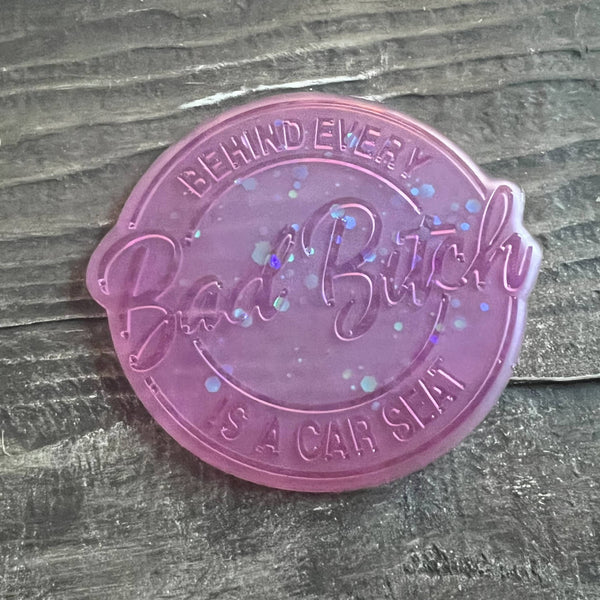 BEHIND EVERY
Bad Bitch
IS A CAR SEAT